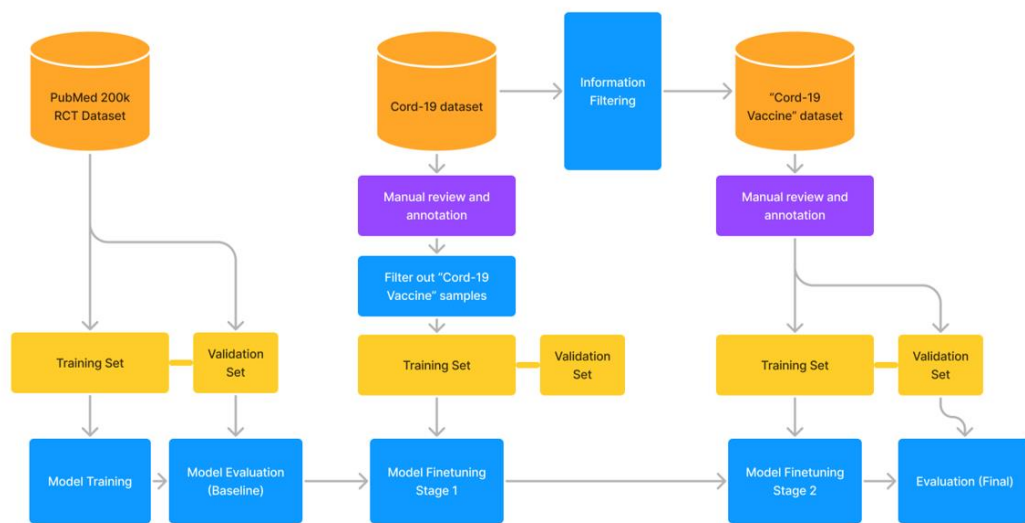 PubMed 200k
RCT Dataset
Cord-19 dataset
Information
Filtering
"Cord-19
Vaccine" dataset
Manual review and
annotation
Manual review and
annotation
Filter out "Cord-19
Vaccine" samples
Training Set
Validation
Set
Training Set
Validation
Set
Training Set
Validation
Set
Model Training
Model Evaluation
(Baseline)
Model Finetuning
Stage 1
Model Finetuning
Stage 2
Evaluation (Final)